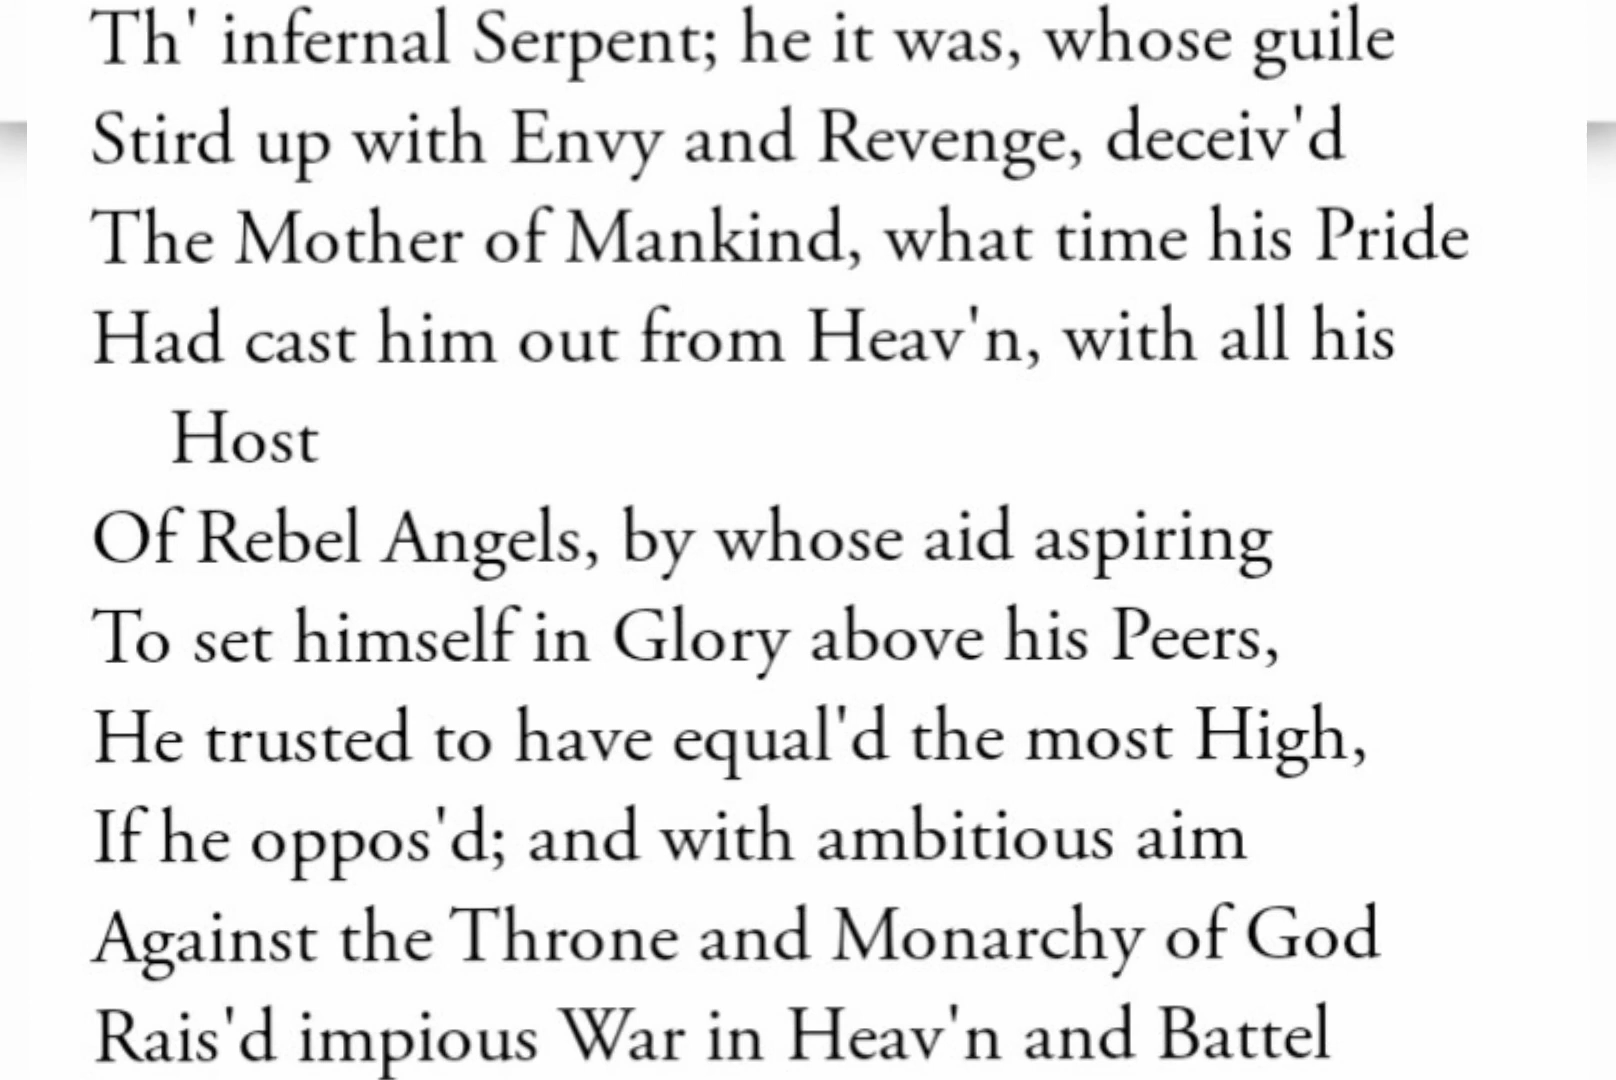 Th' infernal Serpent; he it was, whose guile
Stird up with Envy and Revenge, deceiv'd
The Mother of Mankind, what time his Pride
Had cast him out from Heav'n, with all his
Host
Of Rebel Angels, by whose aid aspiring
To set himself in Glory above his Peers,
He trusted to have equal'd the most High,
If he oppos'd; and with ambitious aim
Against the Throne and Monarchy of God
Rais'd impious War in Heav'n and Battel